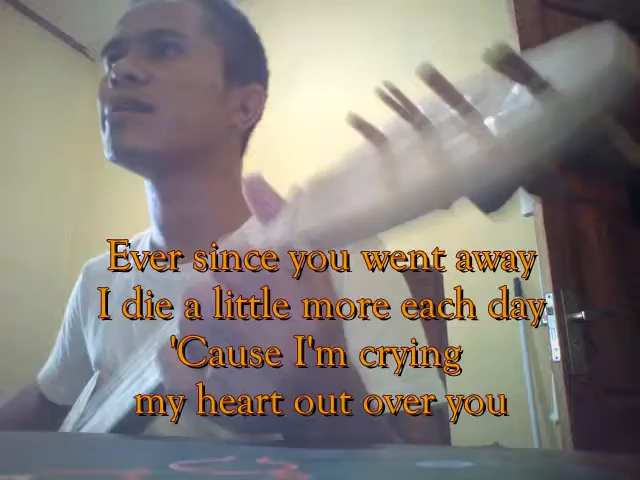 Ever since you went away
I die a little more each day
'Cause I'm crying
my heart out over you